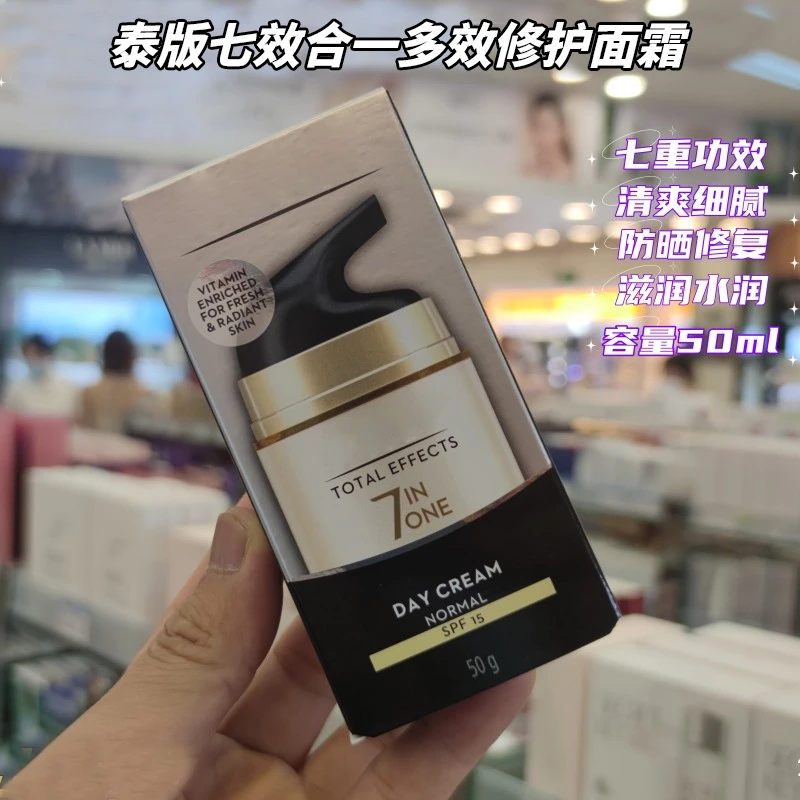 泰版七效合一多效修护面霜
七重功效
清爽细腻
防晒修复
滋润水润
容量50ml
VITAMIN
ENRICHED
FOR FRESH
& RADIANT
SKIN
TOTAL EFFECTS
7 IN
ONE
DAY CREAM
NORMAL
SPF 15
50 g